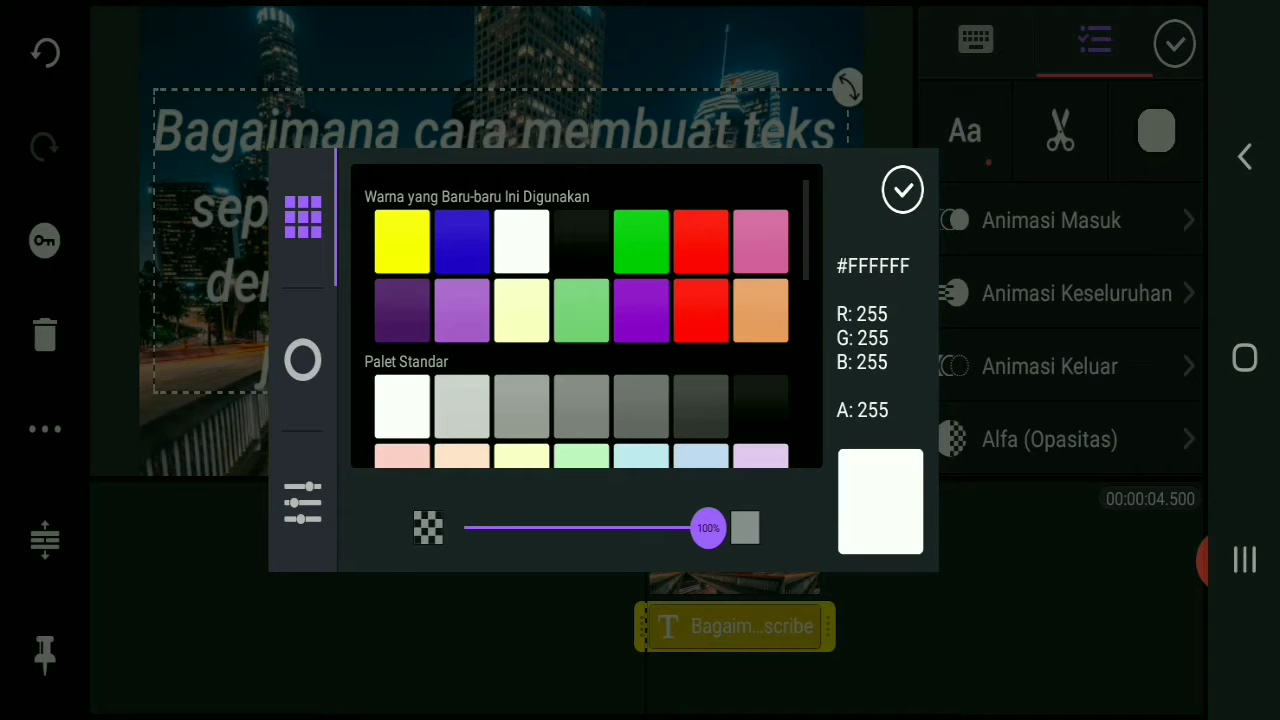 Bagaimana cara membuat teks
sep
de
Aa
Warna yang Baru-baru Ini Digunakan
Palet Standar
#FFFFFF
R: 255
G: 255
B: 255
A: 255
100%
Animasi Masuk
Animasi Keseluruhan
Animasi Keluar
Alfa (Opasitas)
00:00:04.500
T Bagaim...scribe